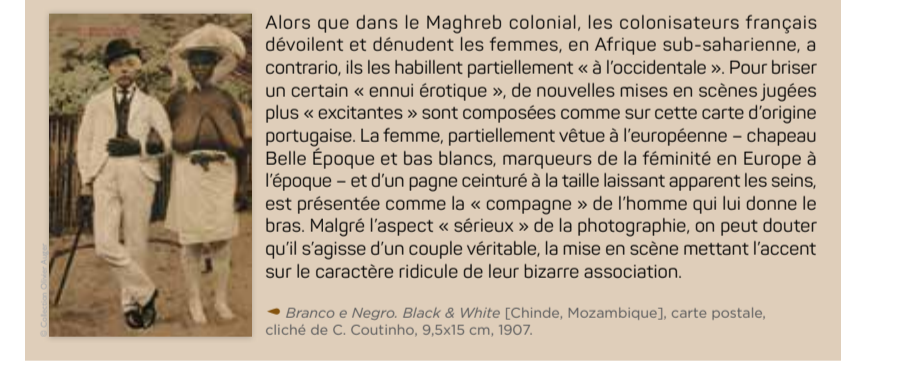 Alors que dans le Maghreb colonial, les colonisateurs français
dévoilent et dénudent les femmes, en Afrique sub-saharienne, a
contrario, ils les habillent partiellement « à l'occidentale ». Pour briser
un certain « ennui érotique », de nouvelles mises en scènes jugées
plus « excitantes » sont composées comme sur cette carte d'origine
portugaise. La femme, partiellement vêtue à l'européenne – chapeau
Belle Époque et bas blancs, marqueurs de la féminité en Europe à
l'époque – et d'un pagne ceinturé à la taille laissant apparent les seins,
est présentée comme la « compagne » de l'homme qui lui donne le
bras. Malgré l'aspect « sérieux » de la photographie, on peut douter
qu'il s'agisse d'un couple véritable, la mise en scène mettant l'accent
sur le caractère ridicule de leur bizarre association.
Branco e Negro. Black & White [Chinde, Mozambique], carte postale,
cliché de C. Coutinho, 9,5x15 cm, 1907.